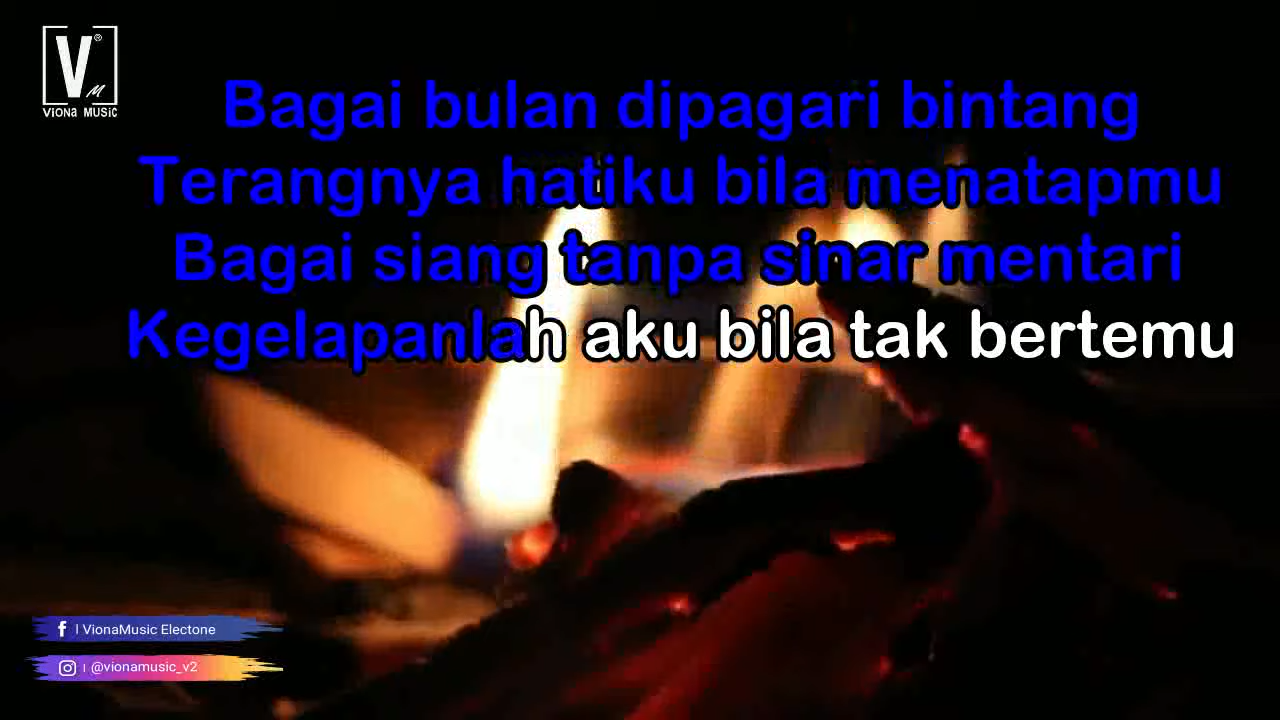 V®
M
ViONa MUSiC
Bagai bulan dipagari bintang
Terangnya hatiku bila menatapmu
Bagai siang tanpa sinar mentari
Kegelapanlah aku bila tak bertemu
f | VionaMusic Electone
| @vionamusic_v2